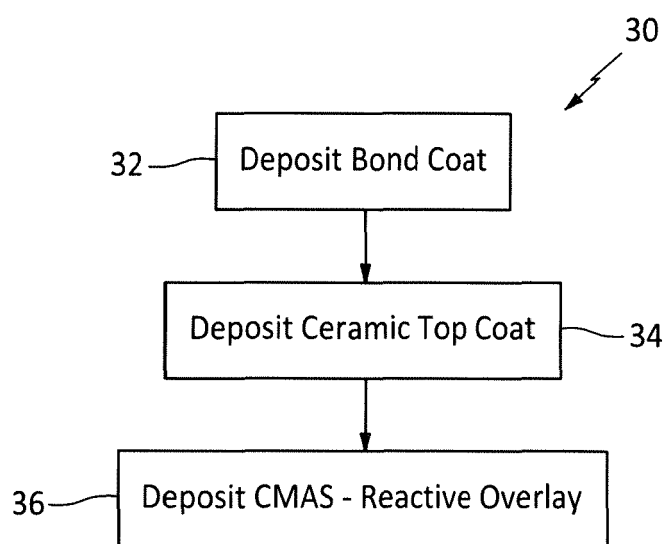 30
32
Deposit Bond Coat
Deposit Ceramic Top Coat
34
36
Deposit CMAS - Reactive Overlay